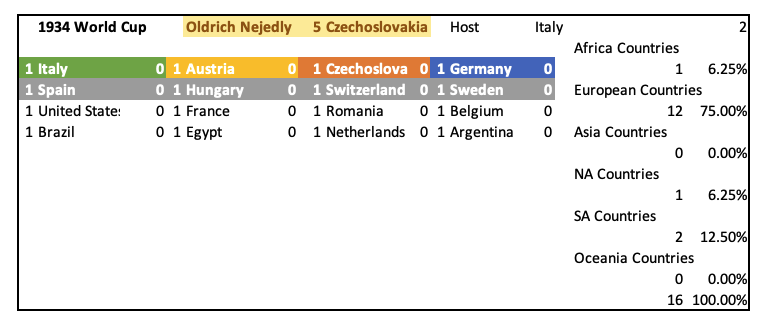 1934 World Cup Oldrich Nejedly 5 Czechoslovakia Host Italy 2
Africa Countries
1 Italy 0 1 Austria 0 1 Czechoslova 0 1 Germany 0 1 6.25%
1 Spain 0 1 Hungary 0 1 Switzerland 0 1 Sweden 0 European Countries
1 United States 0 1 France 0 1 Romania 0 1 Belgium 0 12 75.00%
1 Brazil 0 1 Egypt 0 1 Netherlands 0 1 Argentina 0 Asia Countries
0 0.00%
NA Countries
1 6.25%
SA Countries
2 12.50%
Oceania Countries
0 0.00%
16 100.00%